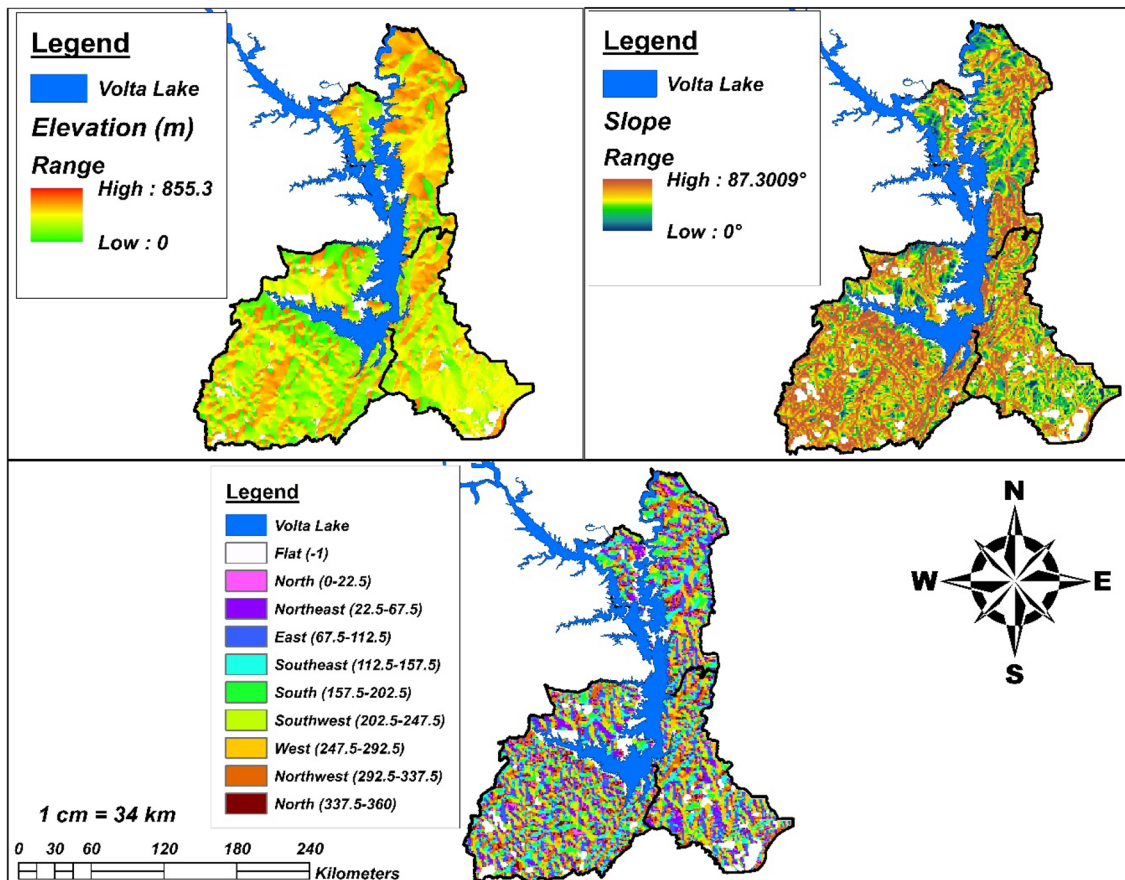 Legend
Volta Lake
Elevation (m)
Range
High : 855.3
Low : 0
Legend
Volta Lake
Slope
Range
High : 87.3009°
Low : 0°
Legend
Volta Lake
Flat (-1)
North (0-22.5)
Northeast (22.5-67.5)
East (67.5-112.5)
Southeast (112.5-157.5)
South (157.5-202.5)
Southwest (202.5-247.5)
West (247.5-292.5)
Northwest (292.5-337.5)
North (337.5-360)
N
W E
S
1 cm = 34 km
0 30 60 120 180 240
Kilometers